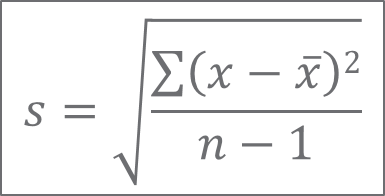 s = √(∑(x − x̄)² / (n − 1))